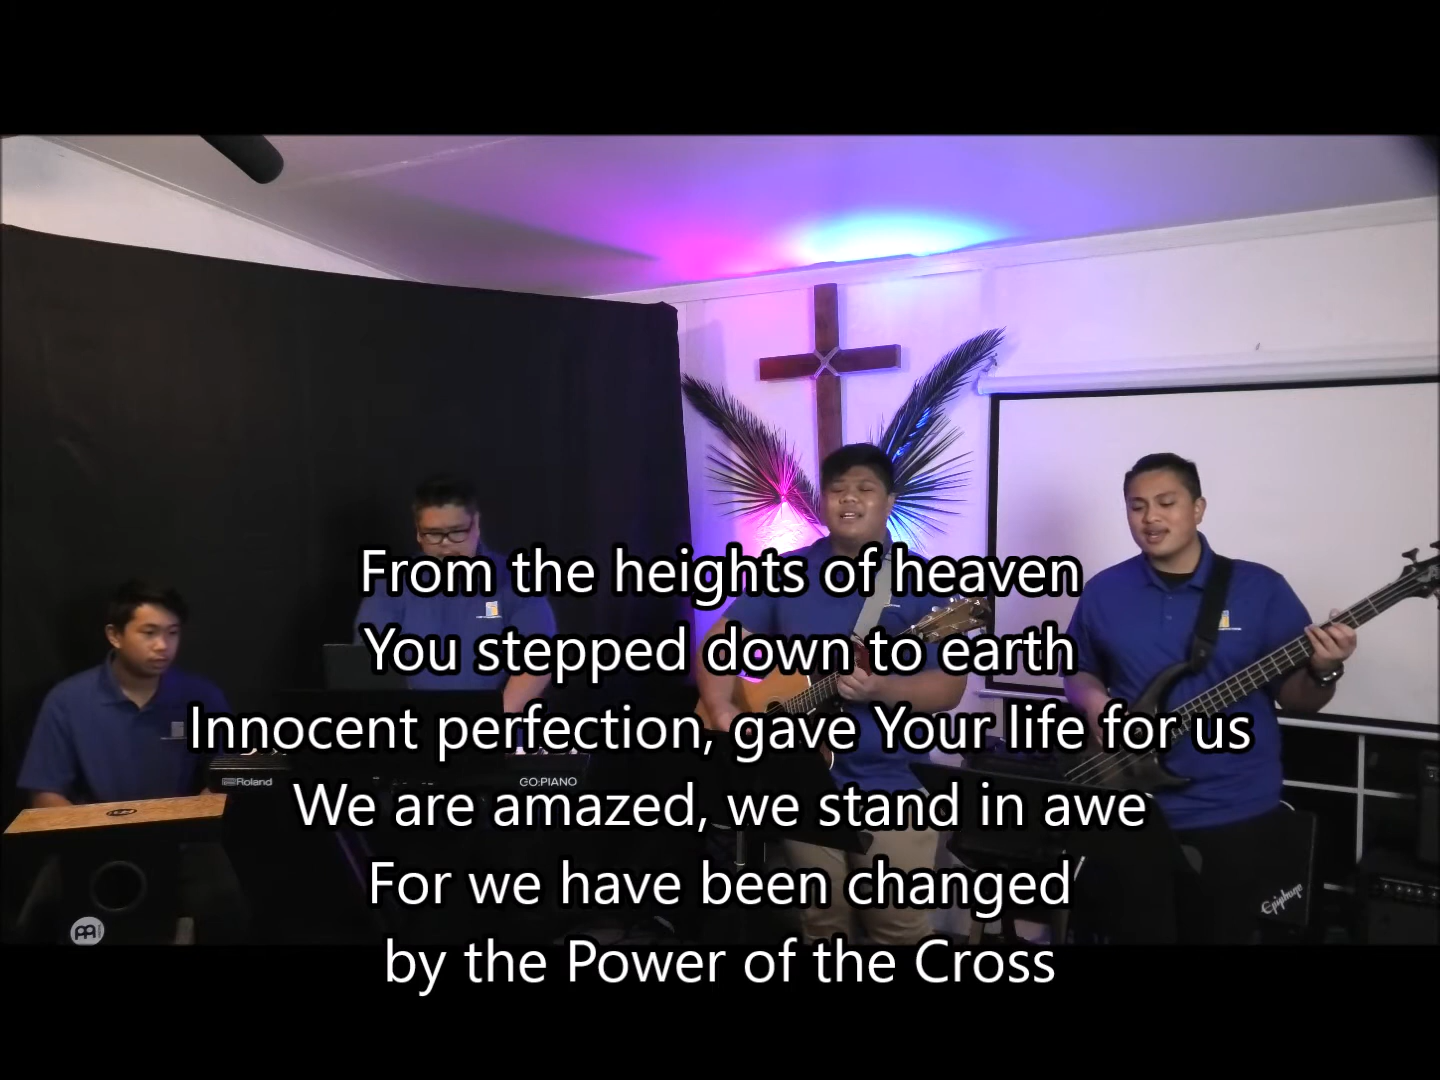 From the heights of heaven
You stepped down to earth
Innocent perfection, gave Your life for us
We are amazed, we stand in awe
For we have been changed
by the Power of the Cross
Roland
GO:PIANO
Epiphone